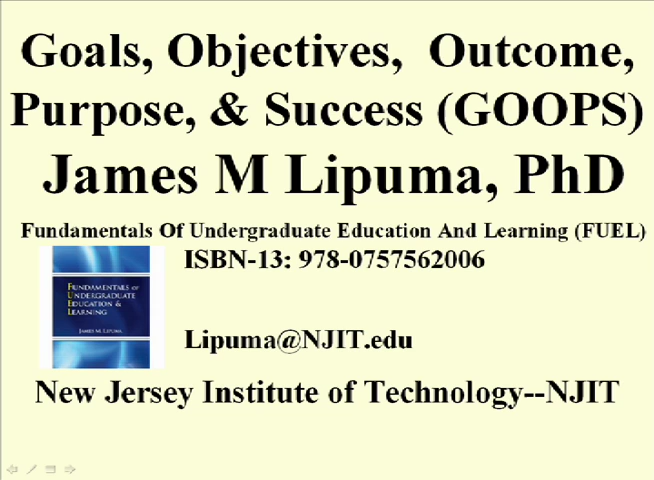 Goals, Objectives, Outcome,
Purpose, & Success (GOOPS)
James M Lipuma, PhD
Fundamentals Of Undergraduate Education And Learning (FUEL)
ISBN-13: 978-0757562006
FUNDAMENTALS OF
UNDERGRADUATE
EDUCATION &
LEARNING
JAMES M. LIPUMA
Lipuma@NJIT.edu
New Jersey Institute of Technology--NJIT